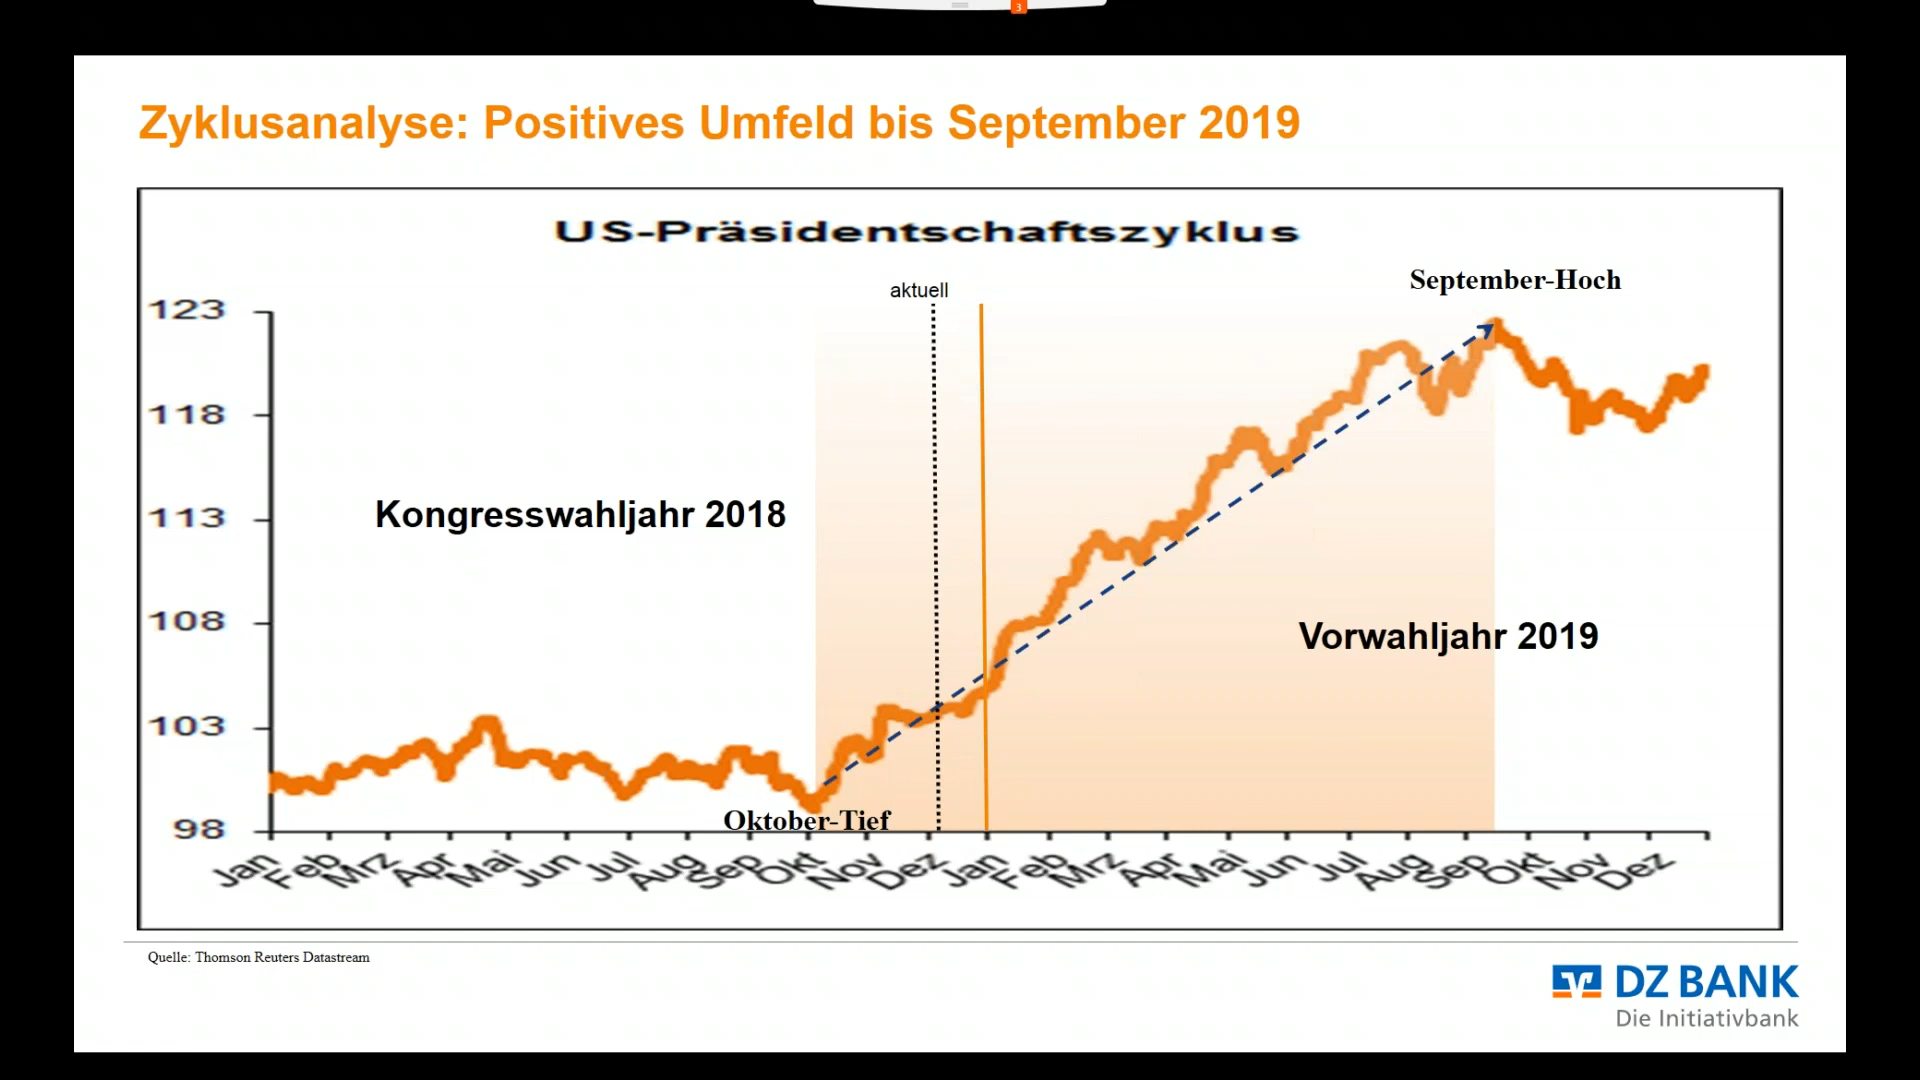 3
Zyklusanalyse: Positives Umfeld bis September 2019
US-Präsidentschaftszyklus
aktuell
September-Hoch
123
118
113
108
103
98
Kongresswahljahr 2018
Vorwahljahr 2019
Oktober-Tief
Jan Feb Mrz Apr Mai Jun Jul Aug Sep Okt Nov Dez Jan Feb Mrz Apr Mai Jun Jul Aug Sep Okt Nov Dez
Quelle: Thomson Reuters Datastream
DZ BANK
Die Initiativbank